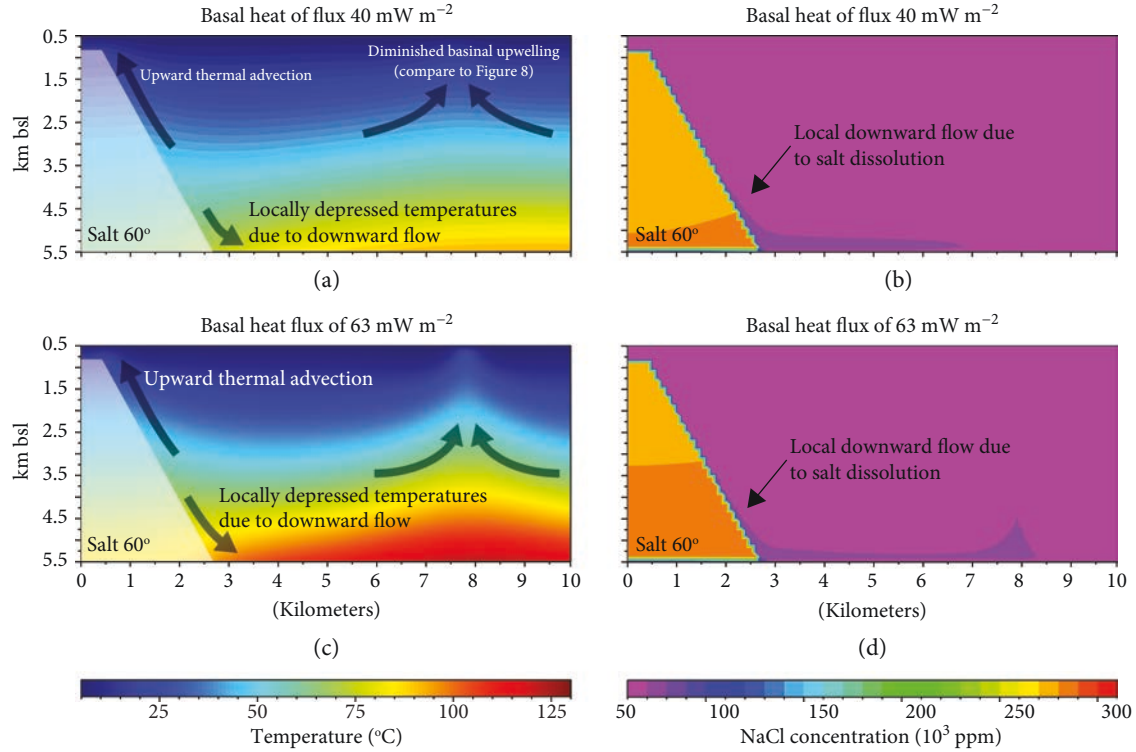 Basal heat of flux 40 mW m−2
0.5
1.5
2.5
3.5
4.5
5.5
km bsl
Upward thermal advection
Diminished basinal upwelling
(compare to Figure 8)
Locally depressed temperatures
due to downward flow
Salt 60o
(a)
Basal heat of flux 40 mW m−2
Local downward flow due
to salt dissolution
Salt 60o
(b)
Basal heat flux of 63 mW m−2
0.5
1.5
2.5
3.5
4.5
5.5
km bsl
Upward thermal advection
Locally depressed temperatures
due to downward flow
Salt 60o
0 1 2 3 4 5 6 7 8 9 10
(Kilometers)
(c)
Basal heat flux of 63 mW m−2
Local downward flow due
to salt dissolution
Salt 60o
0 1 2 3 4 5 6 7 8 9 10
(Kilometers)
(d)
25 50 75 100 125
Temperature (oC)
50 100 150 200 250 300
NaCl concentration (103 ppm)